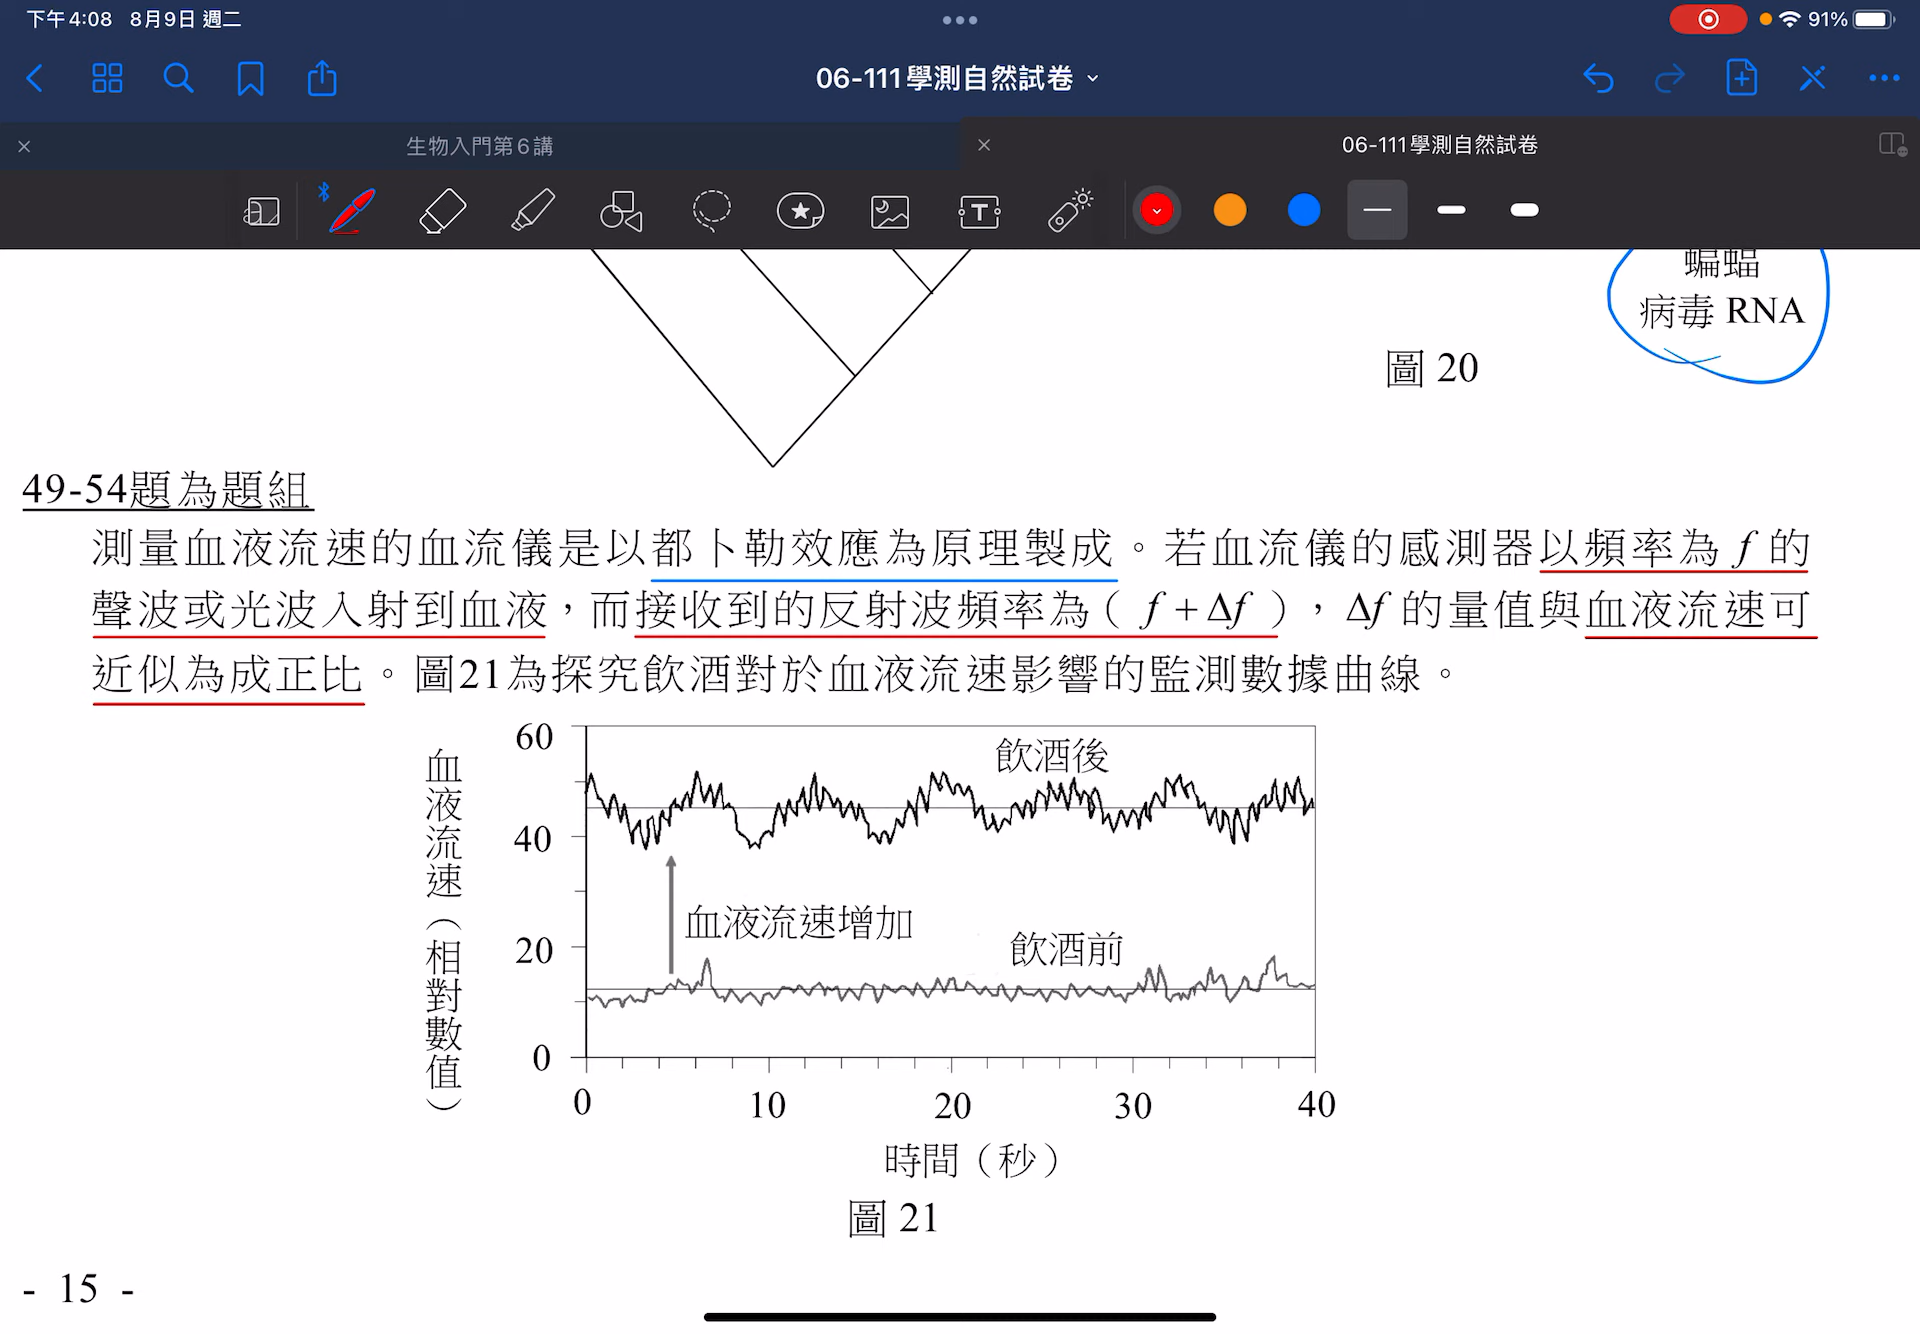 下午4:08 8月9日 週二
91%
06-111學測自然試卷
生物入門第6講
06-111學測自然試卷
蝙蝠
病毒 RNA
圖 20
49-54題為題組
測量血液流速的血流儀是以都卜勒效應為原理製成。若血流儀的感測器以頻率為 f 的
聲波或光波入射到血液，而接收到的反射波頻率為（ f + Δf ），Δf 的量值與血液流速可
近似為成正比。圖21為探究飲酒對於血液流速影響的監測數據曲線。
血液流速（相對數值）
60
40
20
0
飲酒後
血液流速增加
飲酒前
0 10 20 30 40
時間（秒）
圖 21
- 15 -